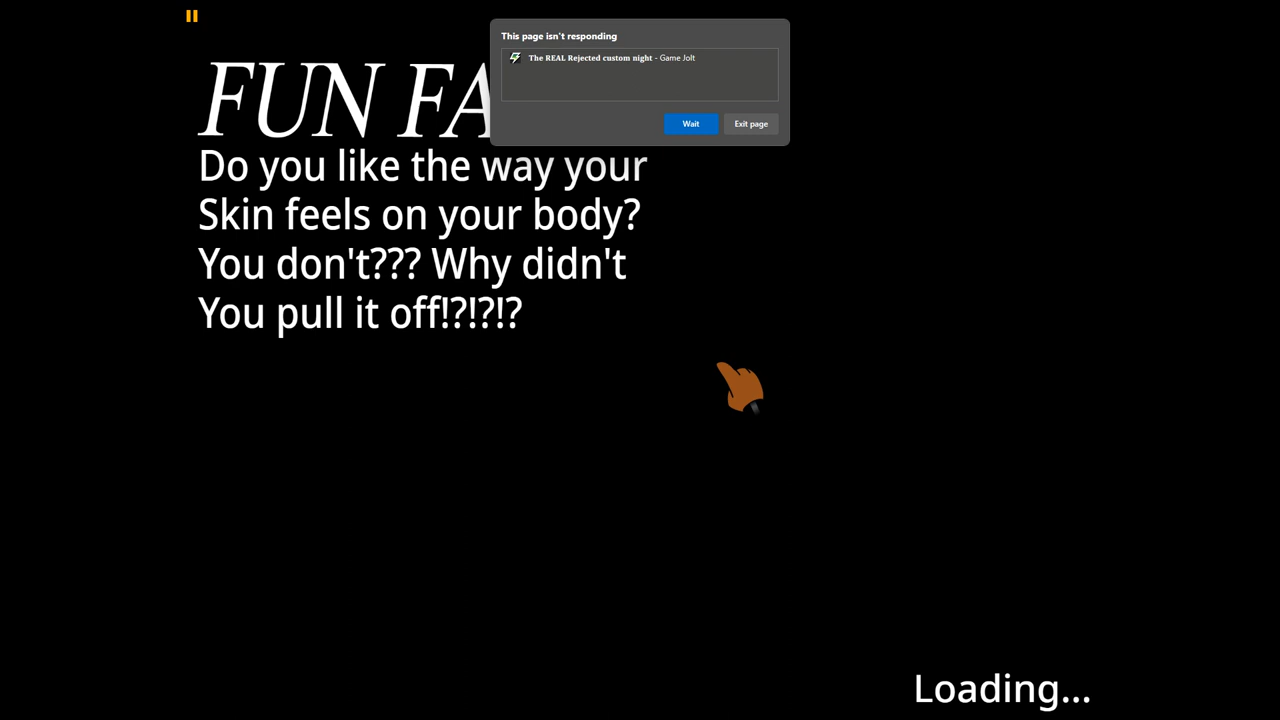 This page isn't responding
The REAL Rejected custom night - Game Jolt
Wait Exit page
FUN FA
Do you like the way your
Skin feels on your body?
You don't??? Why didn't
You pull it off!?!?!?
Loading...